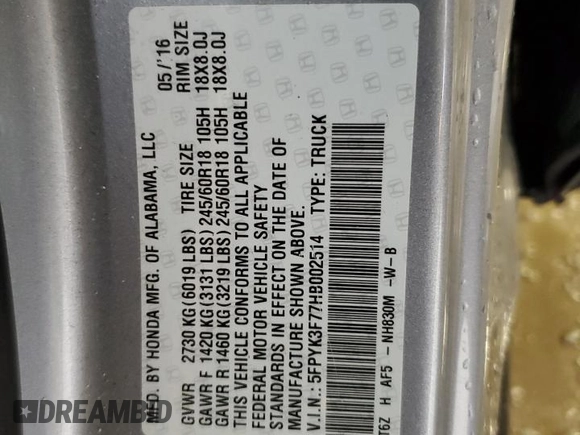 MFD. BY HONDA MFG. OF ALABAMA, LLC 05/'16
GVWR 2730 KG (6019 LBS) TIRE SIZE RIM SIZE
GAWR F 1420 KG (3131 LBS) 245/60R18 105H 18X8.0J
GAWR R 1460 KG (3219 LBS) 245/60R18 105H 18X8.0J
THIS VEHICLE CONFORMS TO ALL APPLICABLE
FEDERAL MOTOR VEHICLE SAFETY
STANDARDS IN EFFECT ON THE DATE OF
MANUFACTURE SHOWN ABOVE.
V.I.N.: 5FPYK3F77HB002514 TYPE: TRUCK
T6Z H AF5 - NH830M -W-B
DREAMBID